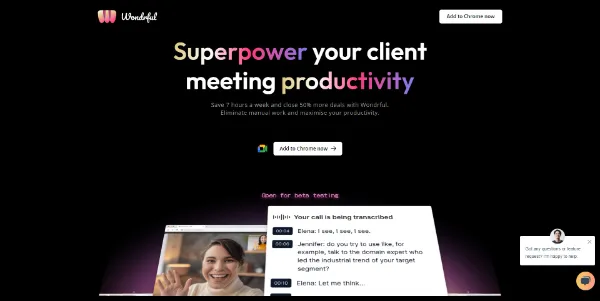 Wondrful
Add to Chrome now
Superpower your client
meeting productivity
Save 7 hours a week and close 50% more deals with Wondrful.
Eliminate manual work and maximise your productivity.
Add to Chrome now →
Open for beta testing
Your call is being transcribed
00:04 Elena: I see, I see, I see.
00:08 Jennifer: do you try to use like, for
example, talk to the domain expert who
led the industrial trend of your target
segment?
00:10 Elena: Let me think...
Got any questions or feature
request? I'm happy to help.